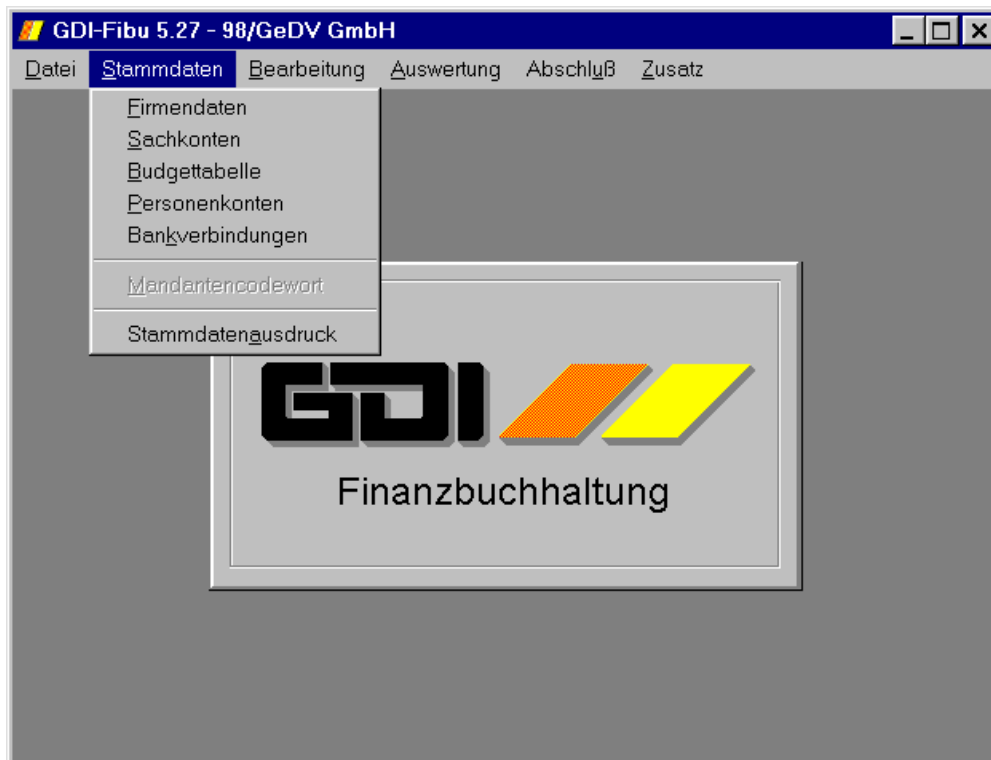 GDI-Fibu 5.27 - 98/GeDV GmbH
Datei Stammdaten Bearbeitung Auswertung Abschluß Zusatz
Firmendaten
Sachkonten
Budgettabelle
Personenkonten
Bankverbindungen
Mandantencodewort
Stammdatenausdruck
GDI
Finanzbuchhaltung